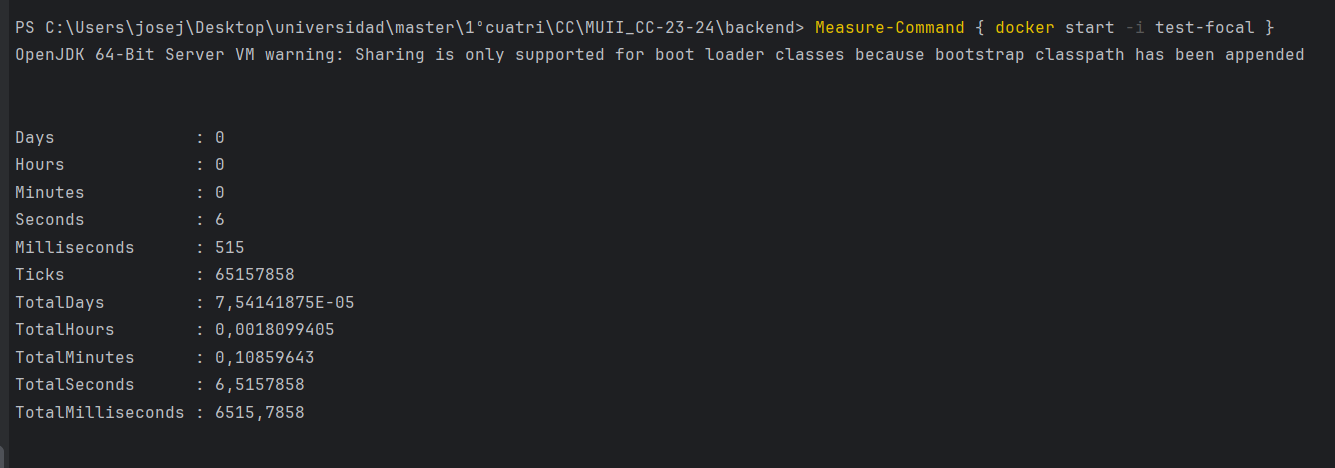 PS C:\Users\josej\Desktop\universidad\master\1ºcuatri\CC\MUII_CC-23-24\backend> Measure-Command { docker start -i test-focal }
OpenJDK 64-Bit Server VM warning: Sharing is only supported for boot loader classes because bootstrap classpath has been appended
Days              : 0
Hours             : 0
Minutes           : 0
Seconds           : 6
Milliseconds      : 515
Ticks             : 65157858
TotalDays         : 7,54141875E-05
TotalHours        : 0,0018099405
TotalMinutes      : 0,10859643
TotalSeconds      : 6,5157858
TotalMilliseconds : 6515,7858